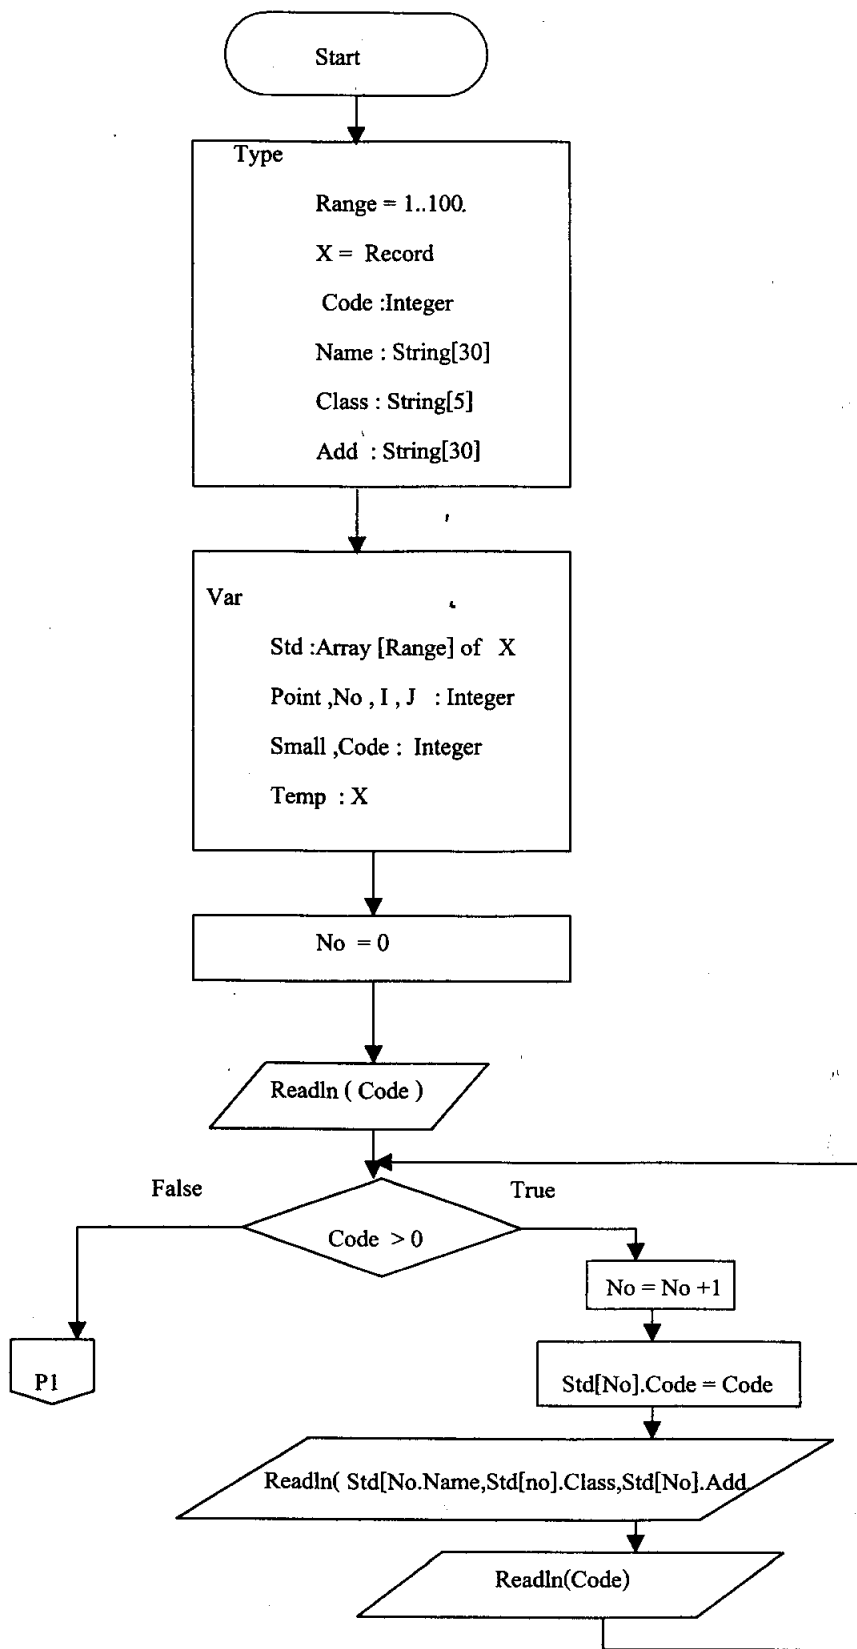 Start
Type
Range = 1..100.
X = Record
Code :Integer
Name : String[30]
Class : String[5]
Add : String[30]
Var
Std :Array [Range] of X
Point ,No , I , J : Integer
Small ,Code : Integer
Temp : X
No = 0
Readln ( Code )
False
True
Code > 0
No = No +1
P1
Std[No].Code = Code
Readln( Std[No.Name,Std[no].Class,Std[No].Add
Readln(Code)